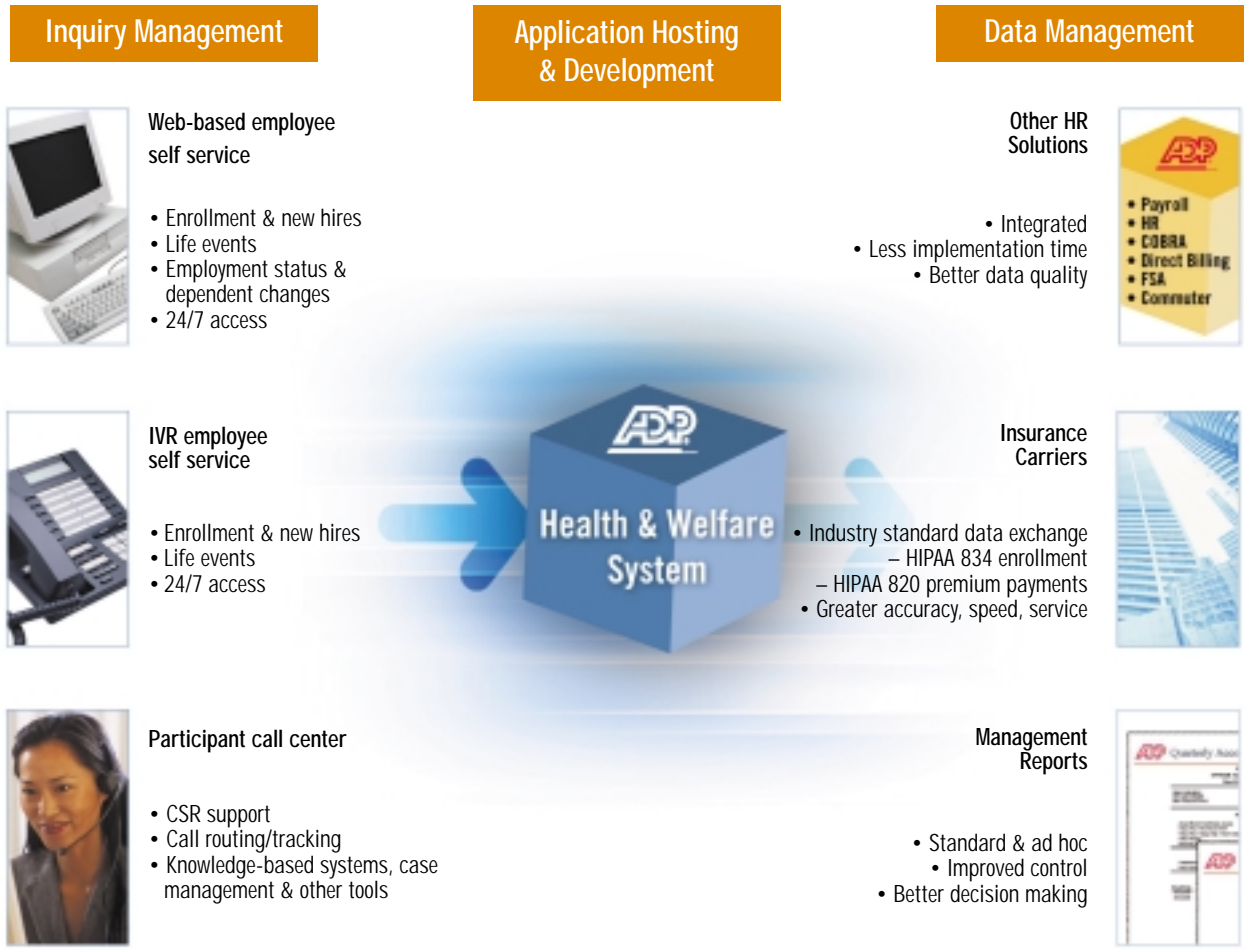 Inquiry Management
Application Hosting
& Development
Data Management
Web-based employee
self service
• Enrollment & new hires
• Life events
• Employment status &
dependent changes
• 24/7 access
IVR employee
self service
• Enrollment & new hires
• Life events
• 24/7 access
Participant call center
• CSR support
• Call routing/tracking
• Knowledge-based systems, case
management & other tools
ADP
Health & Welfare
System
Other HR
Solutions
• Integrated
• Less implementation time
• Better data quality
ADP
• Payroll
• HR
• COBRA
• Direct Billing
• FSA
• Commuter
Insurance
Carriers
• Industry standard data exchange
– HIPAA 834 enrollment
– HIPAA 820 premium payments
• Greater accuracy, speed, service
Management
Reports
• Standard & ad hoc
• Improved control
• Better decision making
ADP
ADP